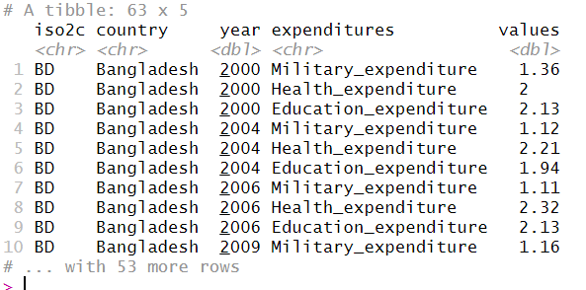 # A tibble: 63 x 5
iso2c country year expenditures values
<chr> <chr> <dbl> <chr> <dbl>
1 BD Bangladesh 2000 Military_expenditure 1.36
2 BD Bangladesh 2000 Health_expenditure 2
3 BD Bangladesh 2000 Education_expenditure 2.13
4 BD Bangladesh 2004 Military_expenditure 1.12
5 BD Bangladesh 2004 Health_expenditure 2.21
6 BD Bangladesh 2004 Education_expenditure 1.94
7 BD Bangladesh 2006 Military_expenditure 1.11
8 BD Bangladesh 2006 Health_expenditure 2.32
9 BD Bangladesh 2006 Education_expenditure 2.13
10 BD Bangladesh 2009 Military_expenditure 1.16
# ... with 53 more rows
>